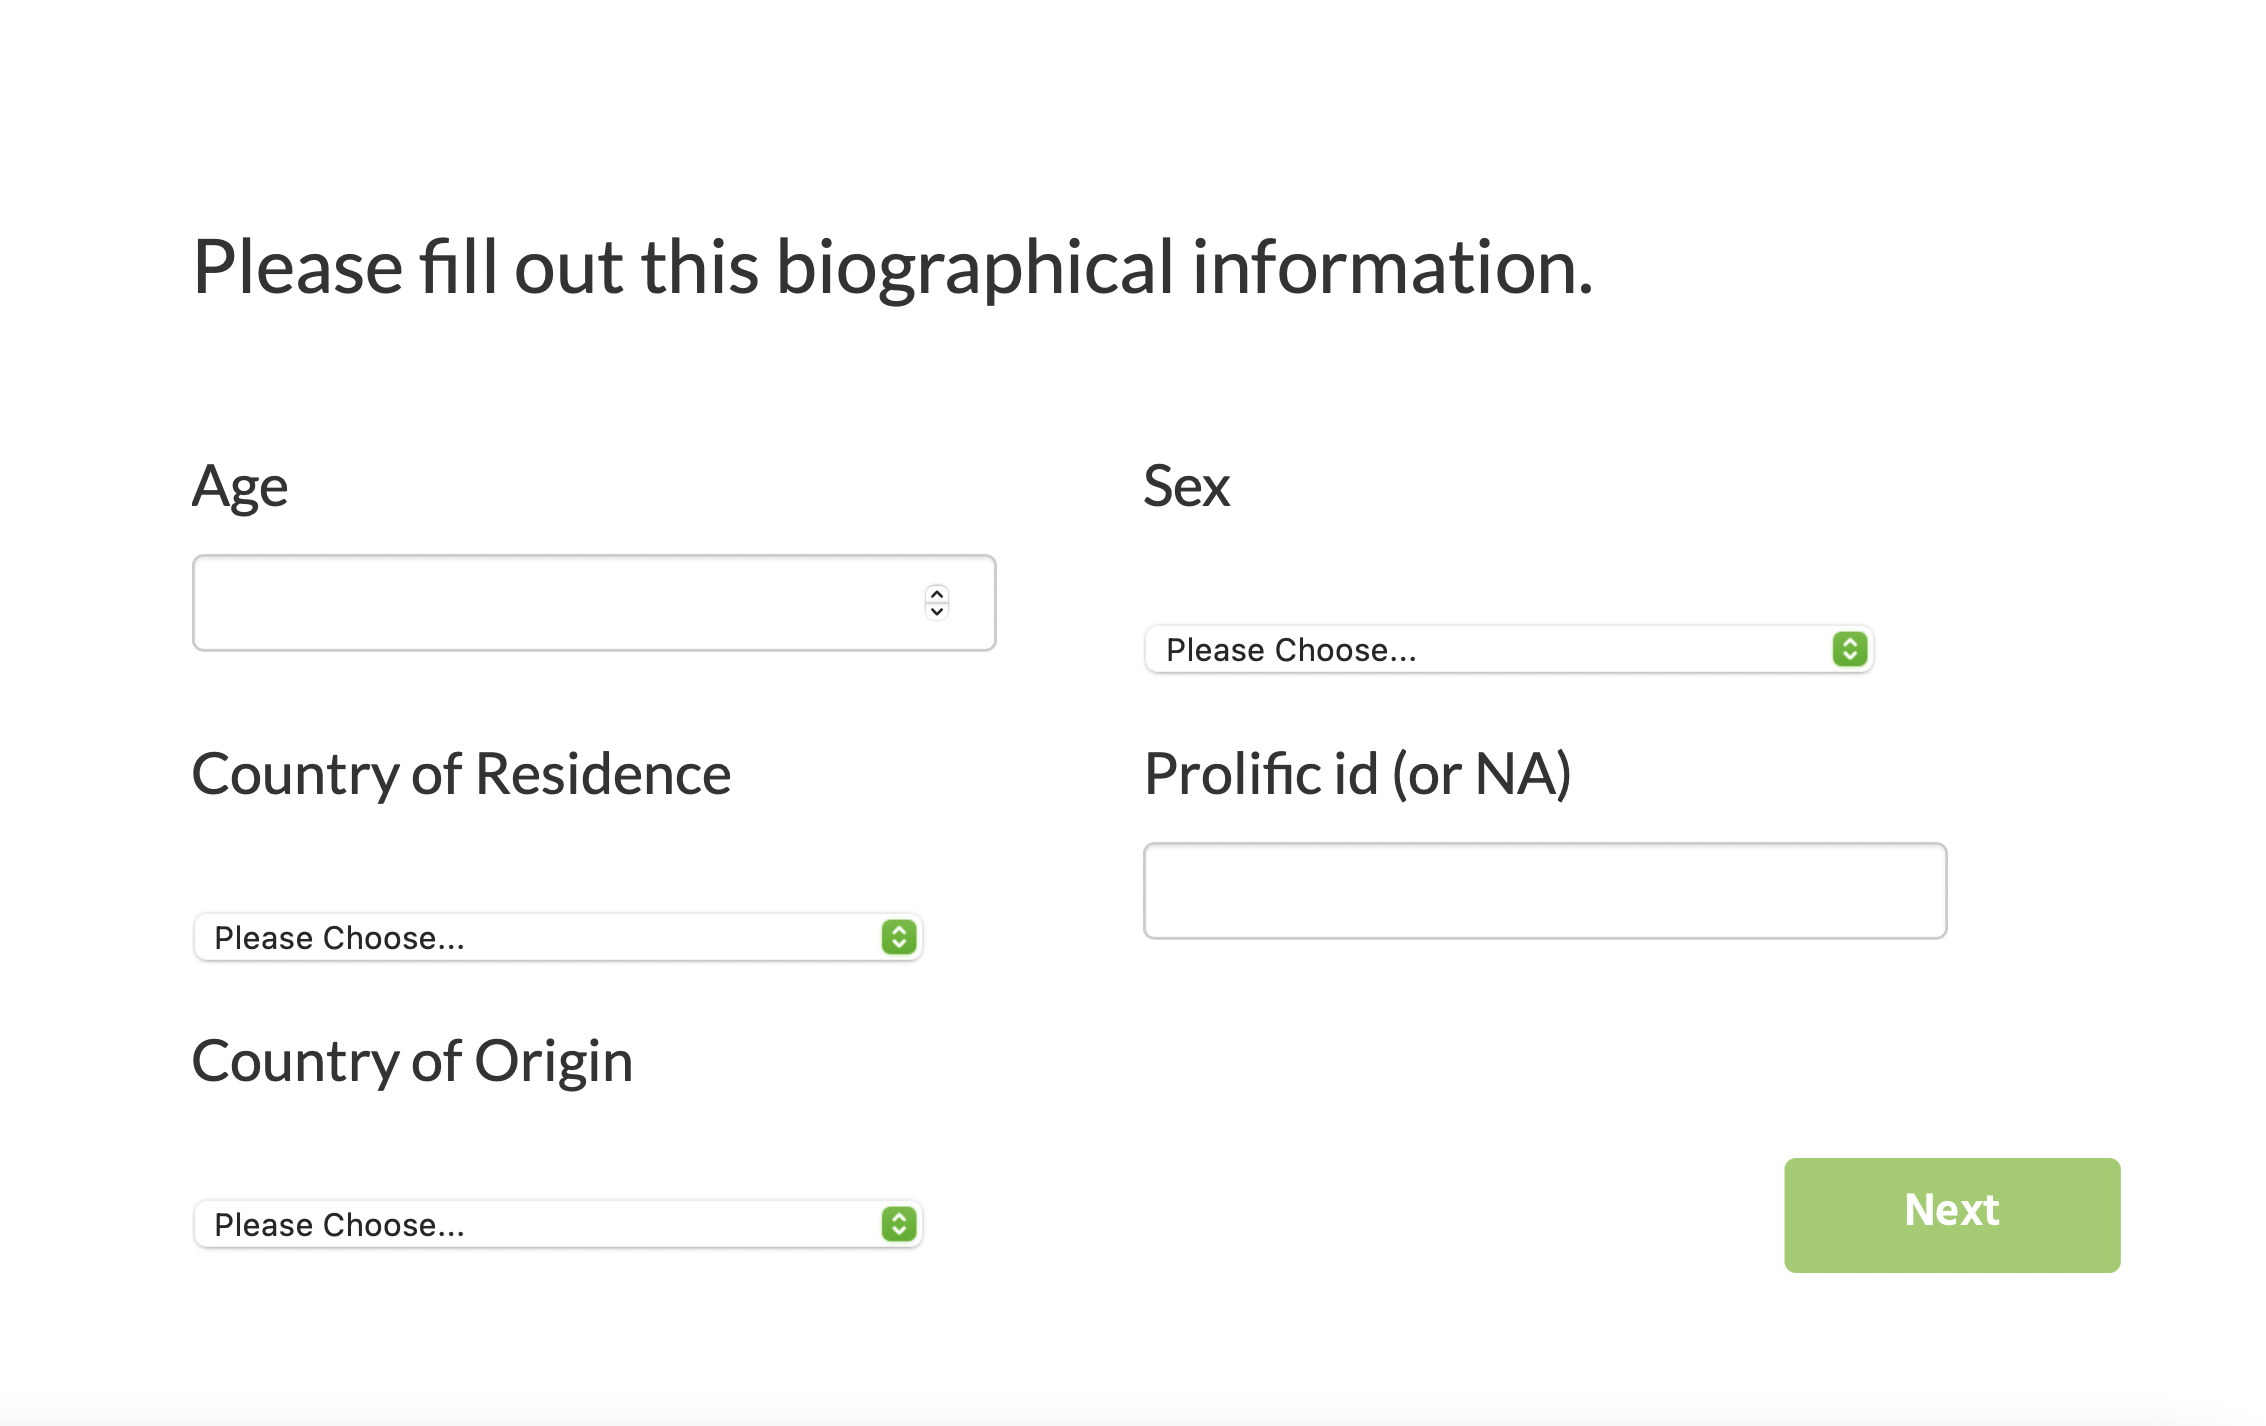 Please fill out this biographical information.
Age
Sex
Please Choose...
Country of Residence
Prolific id (or NA)
Please Choose...
Country of Origin
Please Choose...
Next